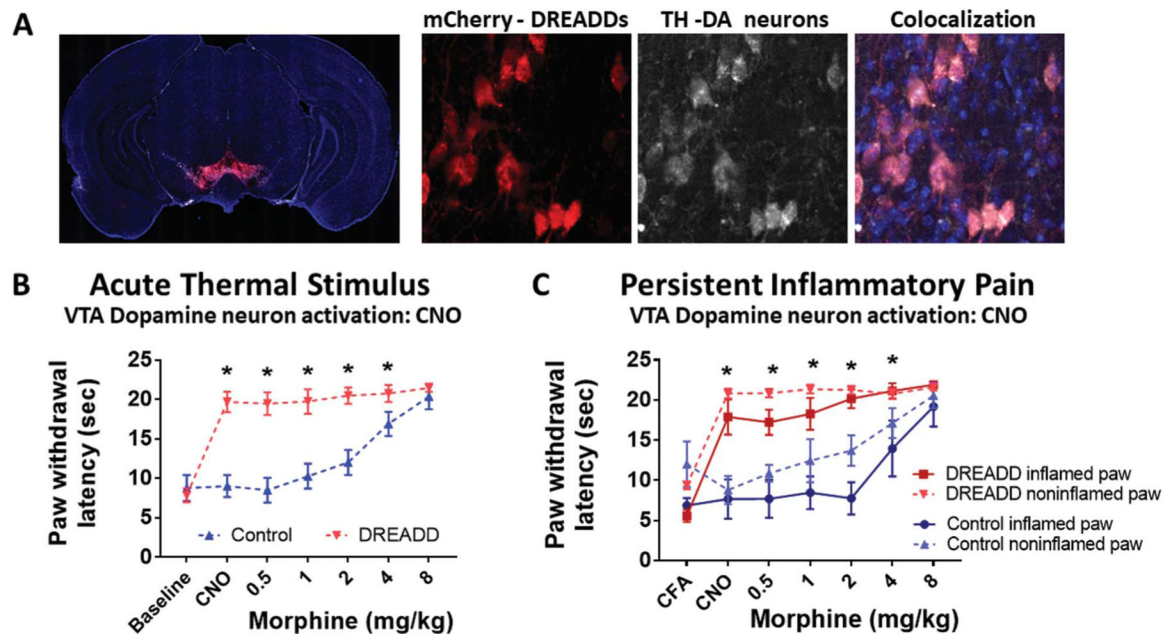 A
mCherry - DREADDs
TH -DA neurons
Colocalization
B
Acute Thermal Stimulus
VTA Dopamine neuron activation: CNO
Paw withdrawal
latency (sec)
25
20
15
10
5
0
* * * * *
Control
DREADD
Baseline
CNO
0.5
1
2
4
8
Morphine (mg/kg)
C
Persistent Inflammatory Pain
VTA Dopamine neuron activation: CNO
Paw withdrawal
latency (sec)
25
20
15
10
5
0
* * * * *
DREADD inflamed paw
DREADD noninflamed paw
Control inflamed paw
Control noninflamed paw
CFA
CNO
0.5
1
2
4
8
Morphine (mg/kg)